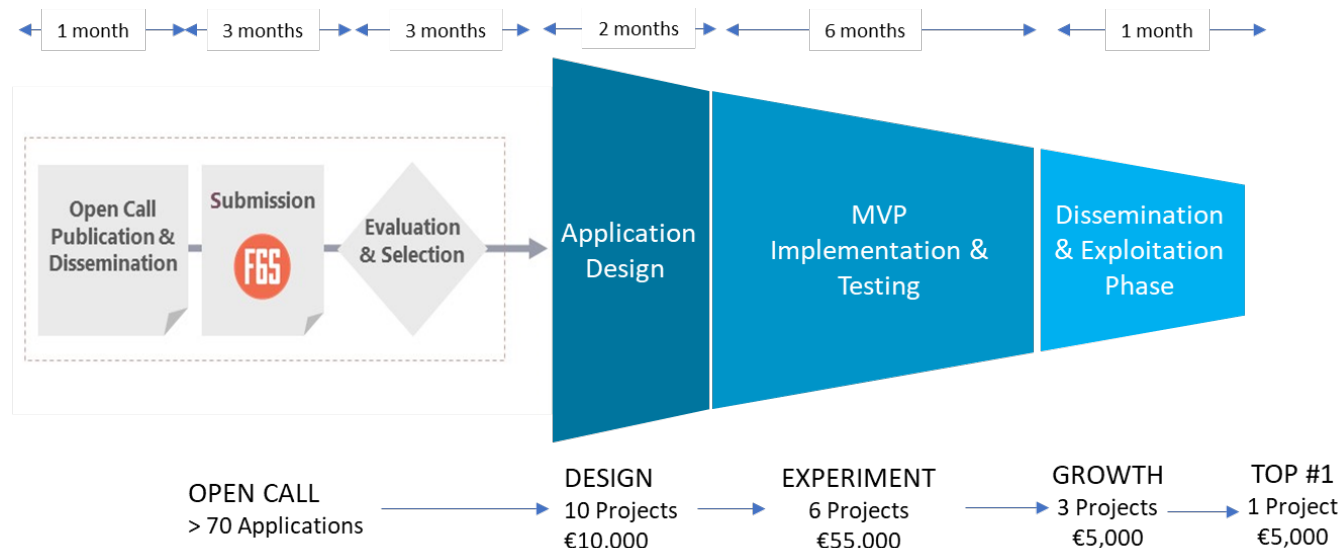 1 month
3 months
3 months
2 months
6 months
1 month
Open Call
Publication &
Dissemination
Submission
F6S
Evaluation
& Selection
Application
Design
MVP
Implementation &
Testing
Dissemination
& Exploitation
Phase
OPEN CALL
> 70 Applications
DESIGN
10 Projects
€10.000
EXPERIMENT
6 Projects
€55.000
GROWTH
3 Projects
€5,000
TOP #1
1 Project
€5,000